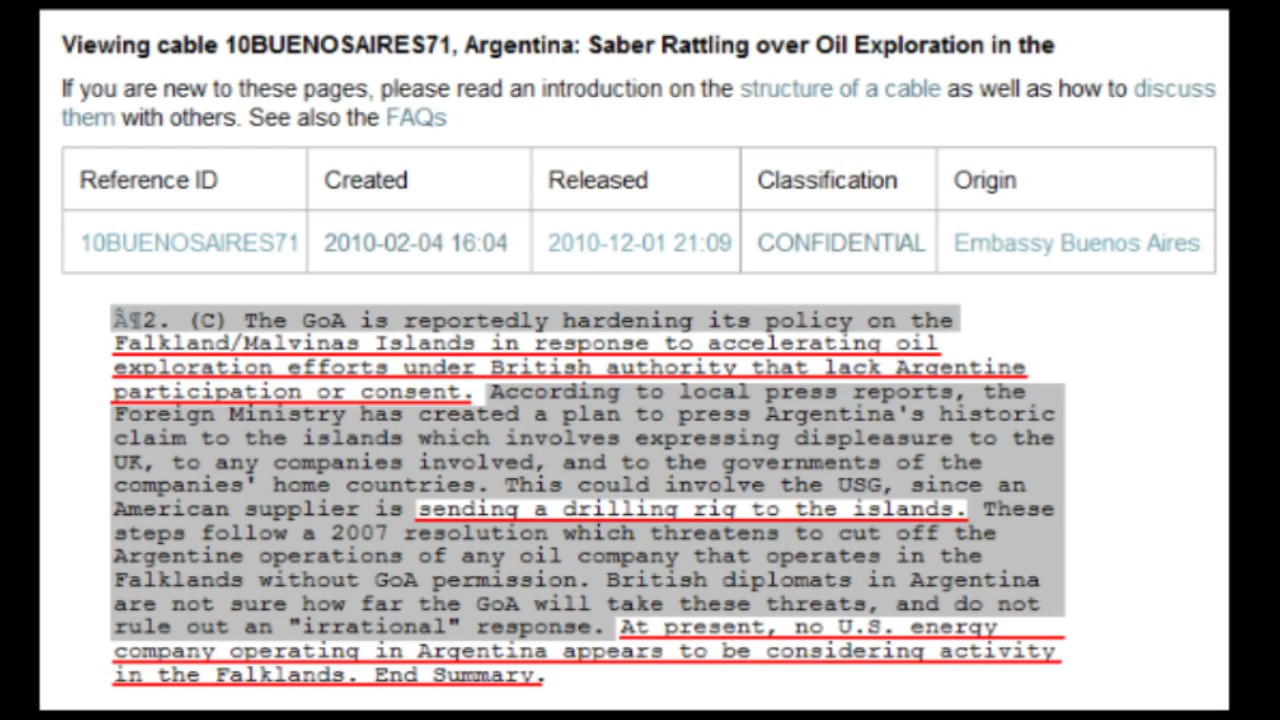 Viewing cable 10BUENOSAIRES71, Argentina: Saber Rattling over Oil Exploration in the
If you are new to these pages, please read an introduction on the structure of a cable as well as how to discuss
them with others. See also the FAQs
Reference ID Created Released Classification Origin
10BUENOSAIRES71 2010-02-04 16:04 2010-12-01 21:09 CONFIDENTIAL Embassy Buenos Aires
Â¶2. (C) The GoA is reportedly hardening its policy on the
Falkland/Malvinas Islands in response to accelerating oil
exploration efforts under British authority that lack Argentine
participation or consent. According to local press reports, the
Foreign Ministry has created a plan to press Argentina's historic
claim to the islands which involves expressing displeasure to the
UK, to any companies involved, and to the governments of the
companies' home countries. This could involve the USG, since an
American supplier is sending a drilling rig to the islands. These
steps follow a 2007 resolution which threatens to cut off the
Argentine operations of any oil company that operates in the
Falklands without GoA permission. British diplomats in Argentina
are not sure how far the GoA will take these threats, and do not
rule out an "irrational" response. At present, no U.S. energy
company operating in Argentina appears to be considering activity
in the Falklands. End Summary.